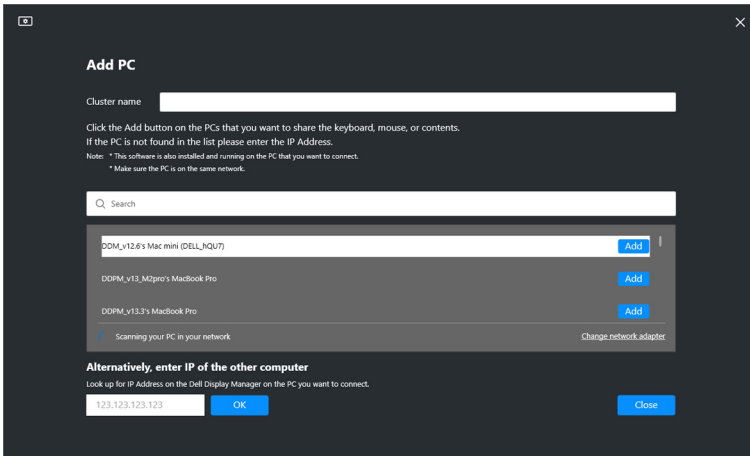 Add PC
Cluster name
Click the Add button on the PCs that you want to share the keyboard, mouse, or contents.
If the PC is not found in the list please enter the IP Address.
Note: * This software is also installed and running on the PC that you want to connect.
* Make sure the PC is on the same network.
Search
DDM_v12.6's Mac mini (DELL_hQU7) Add
DDPM_v13_M2pro's MacBook Pro Add
DDPM_v13.3's MacBook Pro Add
Scanning your PC in your network Change network adapter
Alternatively, enter IP of the other computer
Look up for IP Address on the Dell Display Manager on the PC you want to connect.
123.123.123.123 OK Close